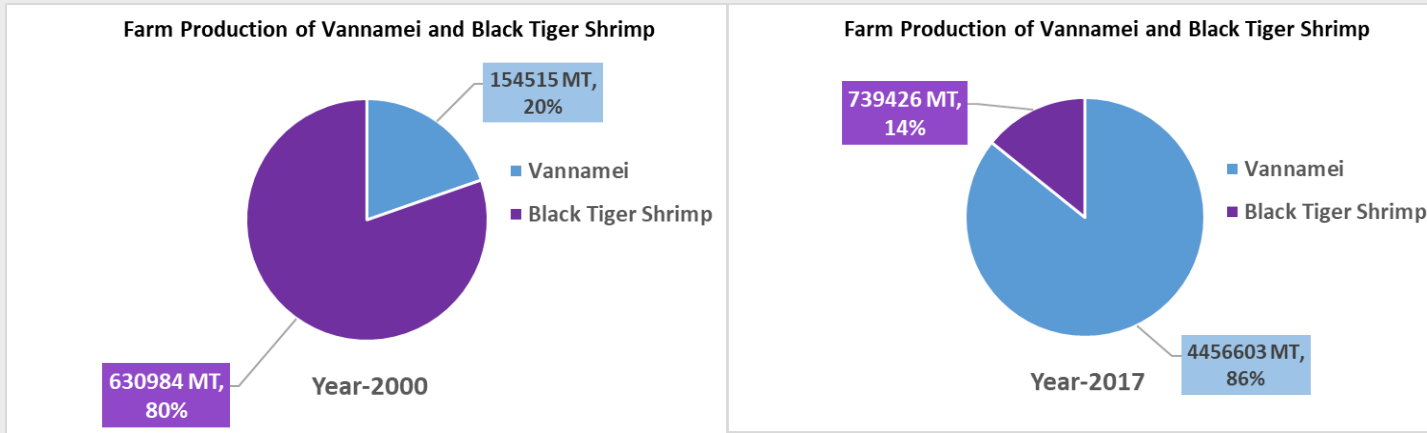 Farm Production of Vannamei and Black Tiger Shrimp
154515 MT,
20%
Vannamei
Black Tiger Shrimp
630984 MT,
80%
Year-2000
Farm Production of Vannamei and Black Tiger Shrimp
739426 MT,
14%
Vannamei
Black Tiger Shrimp
4456603 MT,
86%
Year-2017